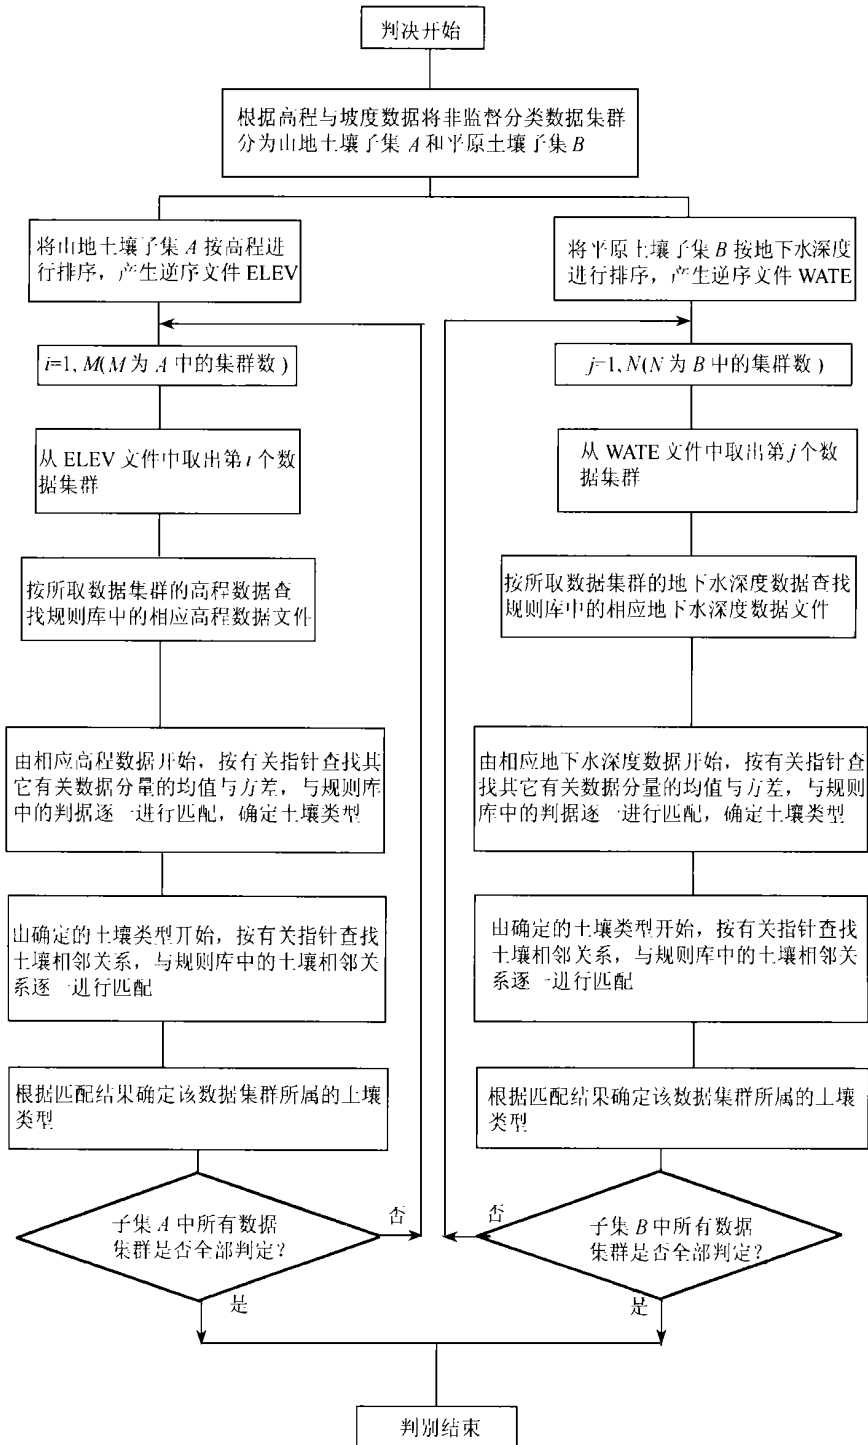 判决开始
根据高程与坡度数据将非监督分类数据集群
分为山地土壤子集 A 和平原土壤子集 B
将山地土壤子集 A 按高程进
行排序，产生逆序文件 ELEV
i=1, M(M 为 A 中的集群数)
从 ELEV 文件中取出第 i 个数
据集群
按所取数据集群的高程数据查
找规则库中的相应高程数据文件
由相应高程数据开始，按有关指针查找其
它有关数据分量的均值与方差，与规则库
中的判据逐一进行匹配，确定土壤类型
由确定的土壤类型开始，按有关指针查找
土壤相邻关系，与规则库中的土壤相邻关
系逐一进行匹配
根据匹配结果确定该数据集群所属的土壤
类型
子集 A 中所有数据
集群是否全部判定？
否
是
将平原土壤子集 B 按地下水深度
进行排序，产生逆序文件 WATE
j=1, N(N 为 B 中的集群数)
从 WATE 文件中取出第 j 个数
据集群
按所取数据集群的地下水深度数据查找
规则库中的相应地下水深度数据文件
由相应地下水深度数据开始，按有关指针查
找其它有关数据分量的均值与方差，与规则
库中的判据逐一进行匹配，确定土壤类型
由确定的土壤类型开始，按有关指针查找
土壤相邻关系，与规则库中的土壤相邻关
系逐一进行匹配
根据匹配结果确定该数据集群所属的土壤
类型
否
子集 B 中所有数据
集群是否全部判定？
是
判别结束